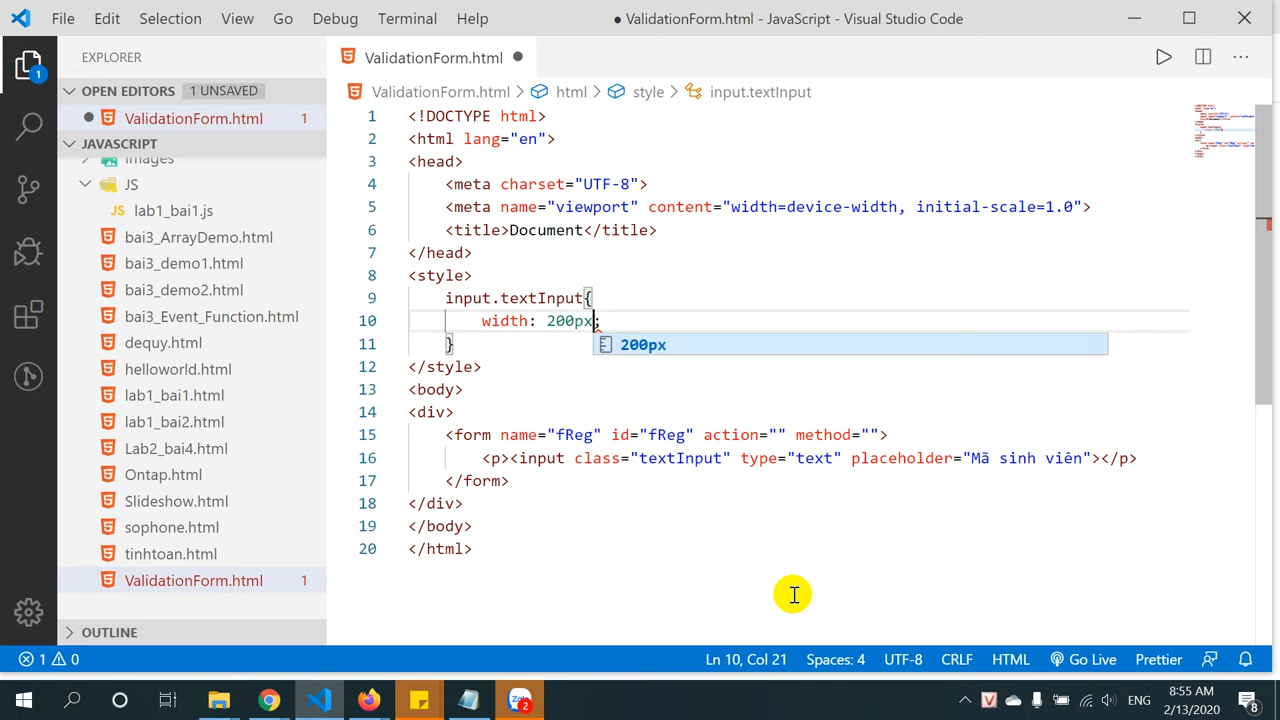 File Edit Selection View Go Debug Terminal Help
● ValidationForm.html - JavaScript - Visual Studio Code
EXPLORER
OPEN EDITORS 1 UNSAVED
ValidationForm.html 1
JAVASCRIPT
Images
JS
JS lab1_bai1.js
bai3_ArrayDemo.html
bai3_demo1.html
bai3_demo2.html
bai3_Event_Function.html
dequy.html
helloworld.html
lab1_bai1.html
lab1_bai2.html
Lab2_bai4.html
Ontap.html
Slideshow.html
sophone.html
tinhtoan.html
ValidationForm.html 1
OUTLINE
1
ValidationForm.html
ValidationForm.html > html > style > input.textInput
1 <!DOCTYPE html>
2 <html lang="en">
3 <head>
4 <meta charset="UTF-8">
5 <meta name="viewport" content="width=device-width, initial-scale=1.0">
6 <title>Document</title>
7 </head>
8 <style>
9 input.textInput{
10 width: 200px;
200px
11 }
12 </style>
13 <body>
14 <div>
15 <form name="fReg" id="fReg" action="" method="">
16 <p><input class="textInput" type="text" placeholder="Mã sinh viên"></p>
17 </form>
18 </div>
19 </body>
20 </html>
1 0
Ln 10, Col 21 Spaces: 4 UTF-8 CRLF HTML Go Live Prettier
Zalo 2
ENG
8:55 AM
2/13/2020
8